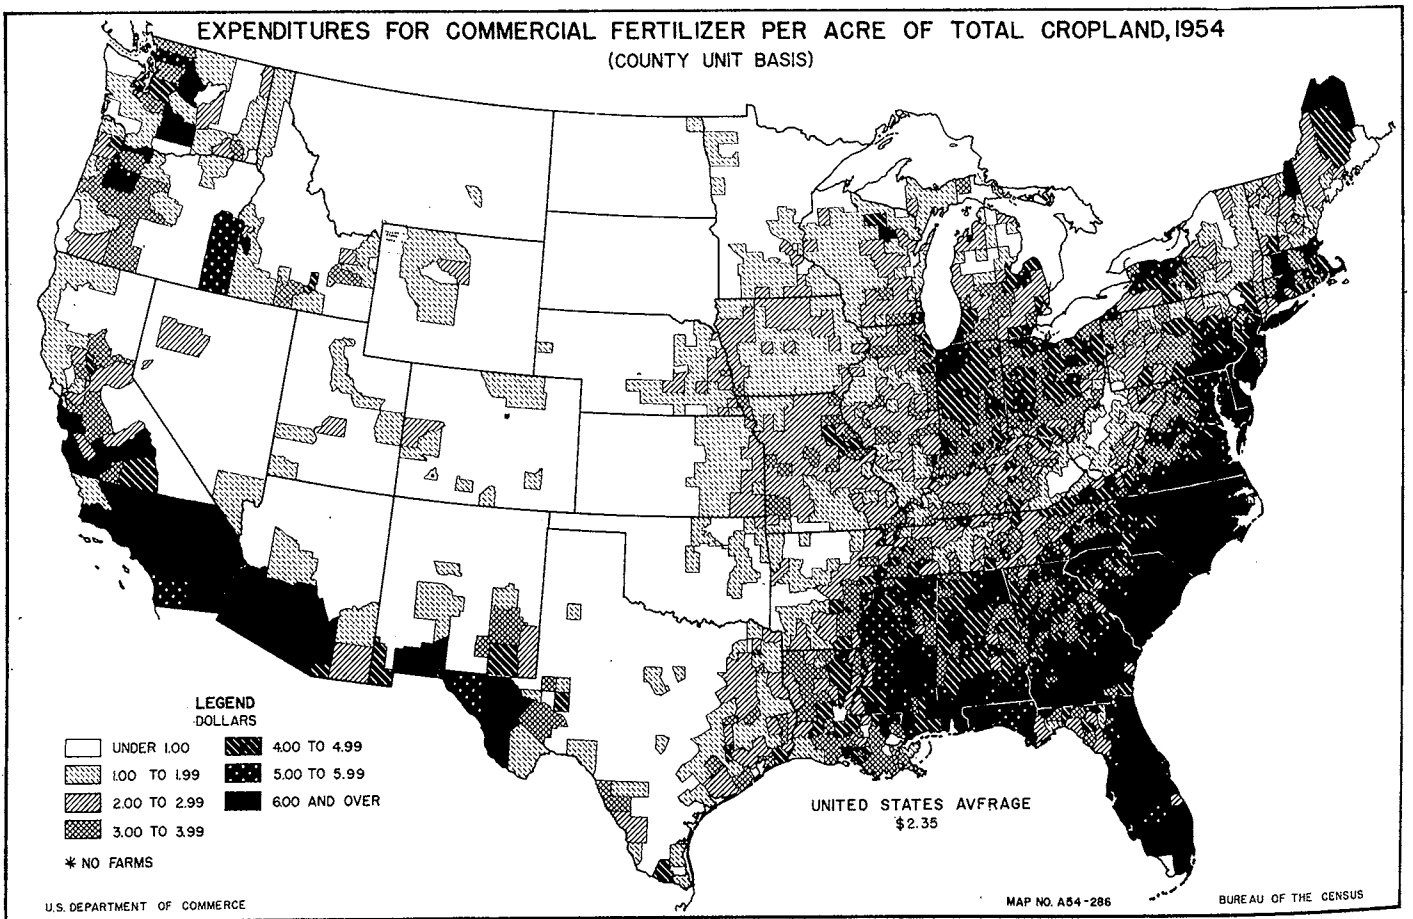 EXPENDITURES FOR COMMERCIAL FERTILIZER PER ACRE OF TOTAL CROPLAND, 1954
(COUNTY UNIT BASIS)
LEGEND
DOLLARS
UNDER 1.00
1.00 TO 1.99
2.00 TO 2.99
3.00 TO 3.99
4.00 TO 4.99
5.00 TO 5.99
6.00 AND OVER
* NO FARMS
UNITED STATES AVFRAGE
$2.35
U.S. DEPARTMENT OF COMMERCE
MAP NO. A54-286
BUREAU OF THE CENSUS